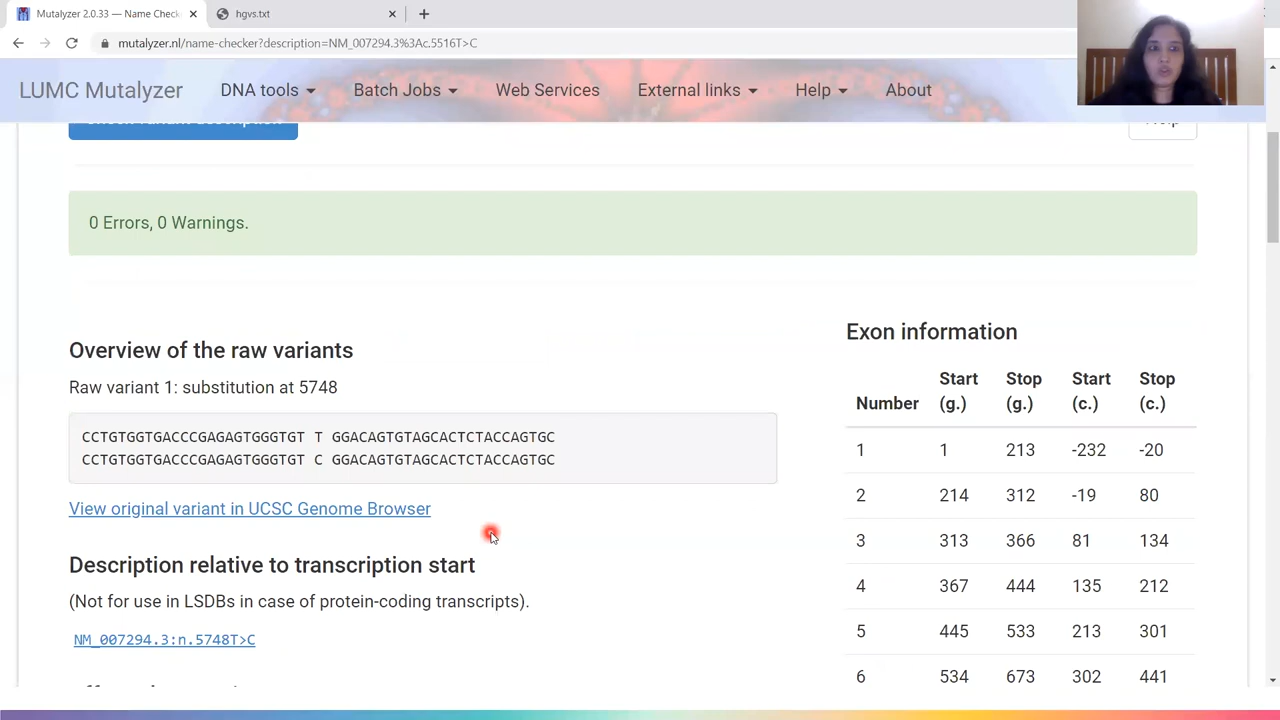 Mutalyzer 2.0.33 — Name Check
hgvs.txt
mutalyzer.nl/name-checker?description=NM_007294.3%3Ac.5516T>C
LUMC Mutalyzer
DNA tools
Batch Jobs
Web Services
External links
Help
About
0 Errors, 0 Warnings.
Overview of the raw variants
Raw variant 1: substitution at 5748
CCTGTGGTGACCCGAGAGTGGGTGT T GGACAGTGTAGCACTCTACCAGTGC
CCTGTGGTGACCCGAGAGTGGGTGT C GGACAGTGTAGCACTCTACCAGTGC
View original variant in UCSC Genome Browser
Description relative to transcription start
(Not for use in LSDBs in case of protein-coding transcripts).
NM_007294.3:n.5748T>C
Exon information
Number Start (g.) Stop (g.) Start (c.) Stop (c.)
1 1 213 -232 -20
2 214 312 -19 80
3 313 366 81 134
4 367 444 135 212
5 445 533 213 301
6 534 673 302 441